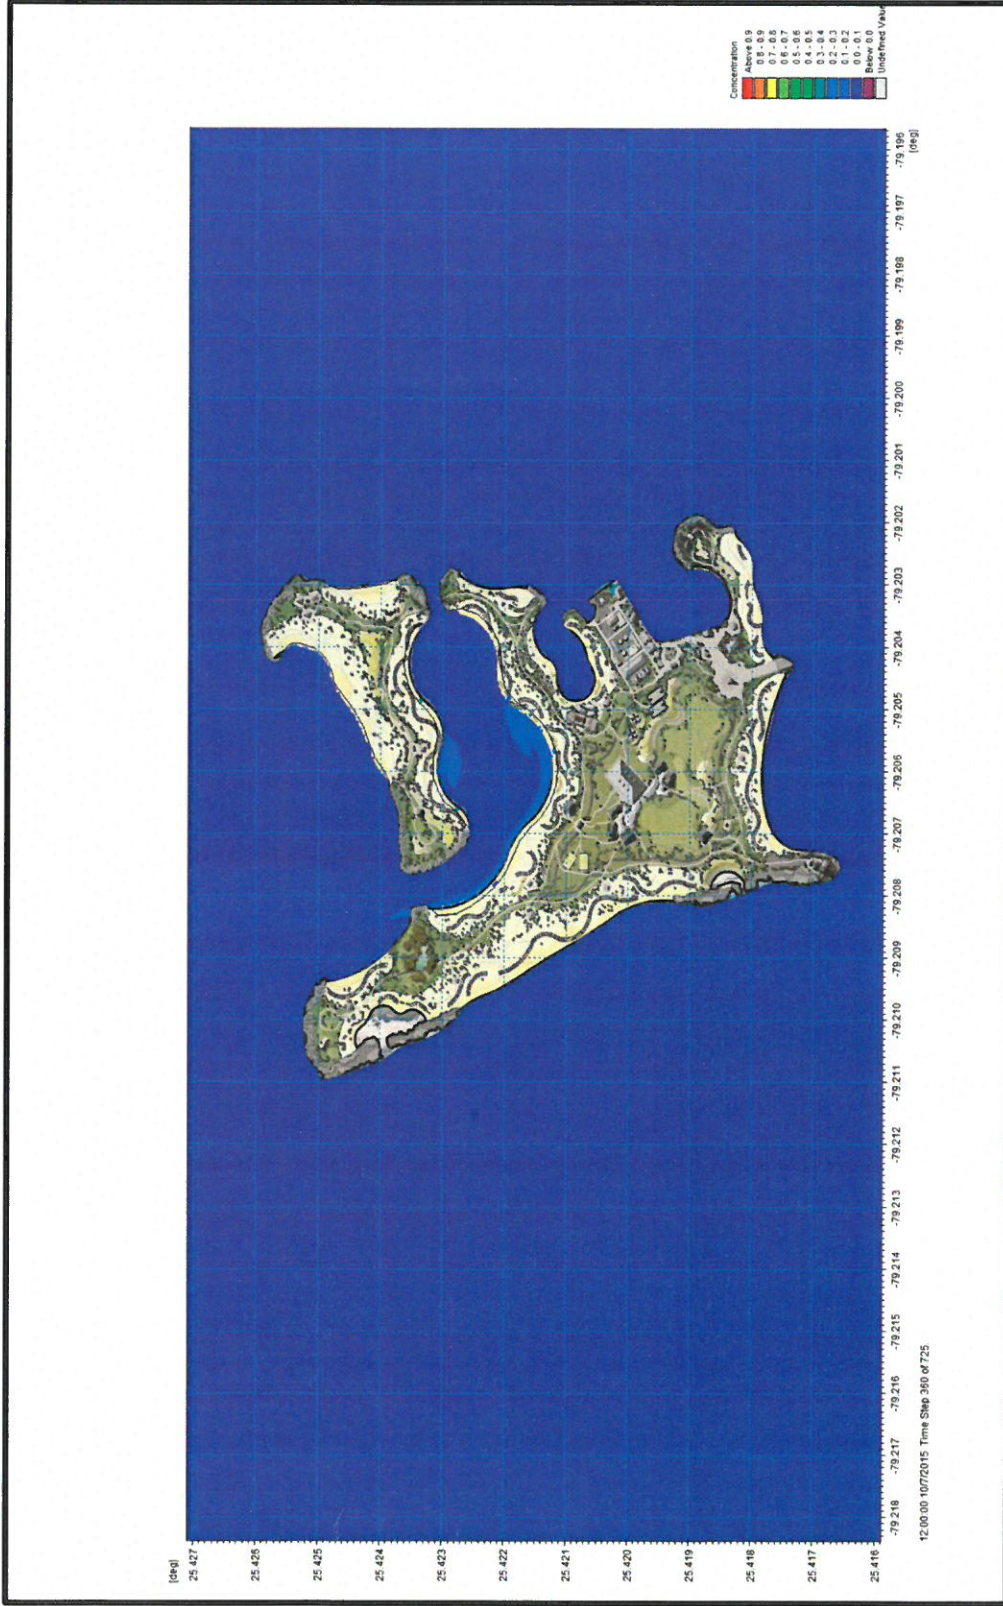 [deg]
25.427
25.426
25.425
25.424
25.423
25.422
25.421
25.420
25.419
25.418
25.417
25.416
-79.218
-79.217
-79.216
-79.215
-79.214
-79.213
-79.212
-79.211
-79.210
-79.209
-79.208
-79.207
-79.206
-79.205
-79.204
-79.203
-79.202
-79.201
-79.200
-79.199
-79.198
-79.197
-79.196
[deg]
Concentration
Above 0.9
0.8 - 0.9
0.7 - 0.8
0.6 - 0.7
0.5 - 0.6
0.4 - 0.5
0.3 - 0.4
0.2 - 0.3
0.1 - 0.2
0.0 - 0.1
Below 0.0
Undefined Value
12:00:00 10/7/2015 Time Step 360 of 725